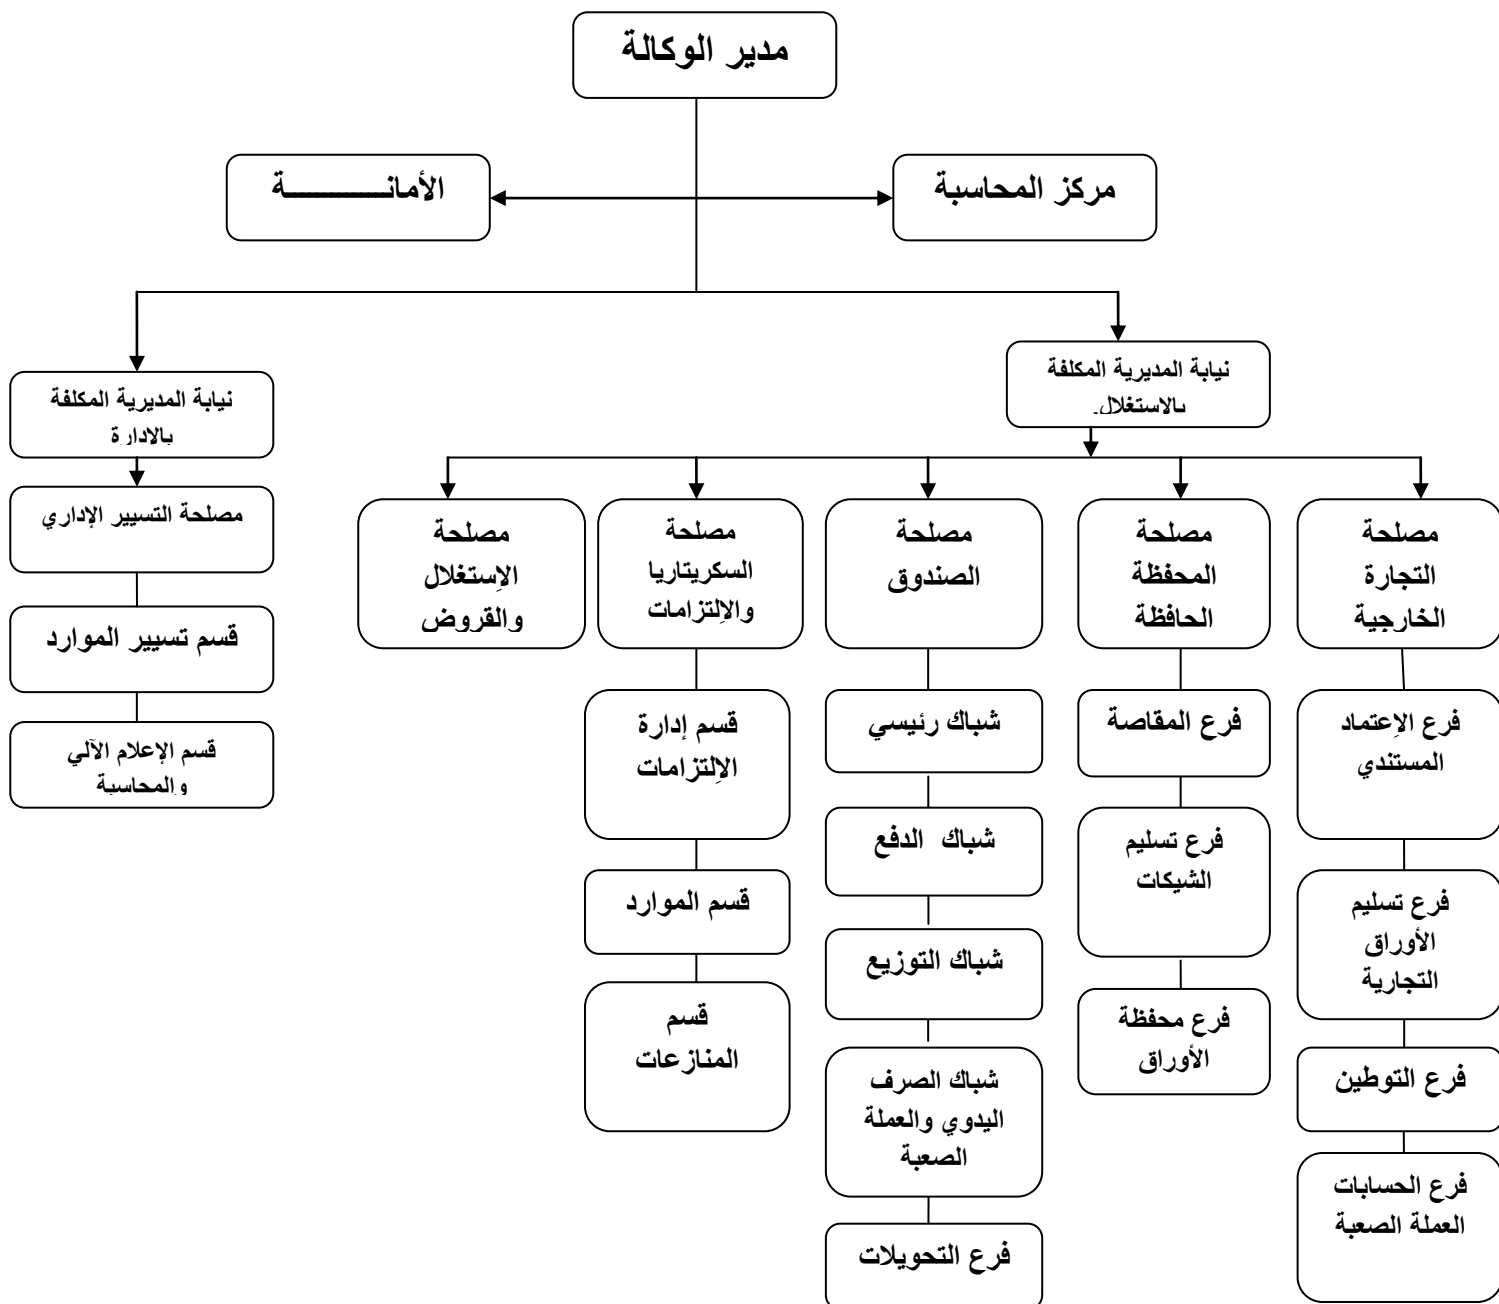 مدير الوكالة
مركز المحاسبة
الأمانـــــــــــــة
نيابة المديرية المكلفة
بالاستغلال
نيابة المديرية المكلفة
بالادارة
مصلحة التسيير الإداري
قسم تسيير الموارد
قسم الإعلام الآلي
والمحاسبة
مصلحة
التجارة
الخارجية
مصلحة
المحفظة
الحافظة
مصلحة
الصندوق
مصلحة
السكريتاريا
والإلتزامات
مصلحة
الإستغلال
والقروض
فرع الإعتماد
المستندي
فرع تسليم
الأوراق
التجارية
فرع التوطين
فرع الحسابات
العملة الصعبة
فرع المقاصة
فرع تسليم
الشيكات
فرع محفظة
الأوراق
شباك رئيسي
شباك الدفع
شباك التوزيع
شباك الصرف
اليدوي والعملة
الصعبة
فرع التحويلات
قسم إدارة
الإلتزامات
قسم الموارد
قسم
المنازعات